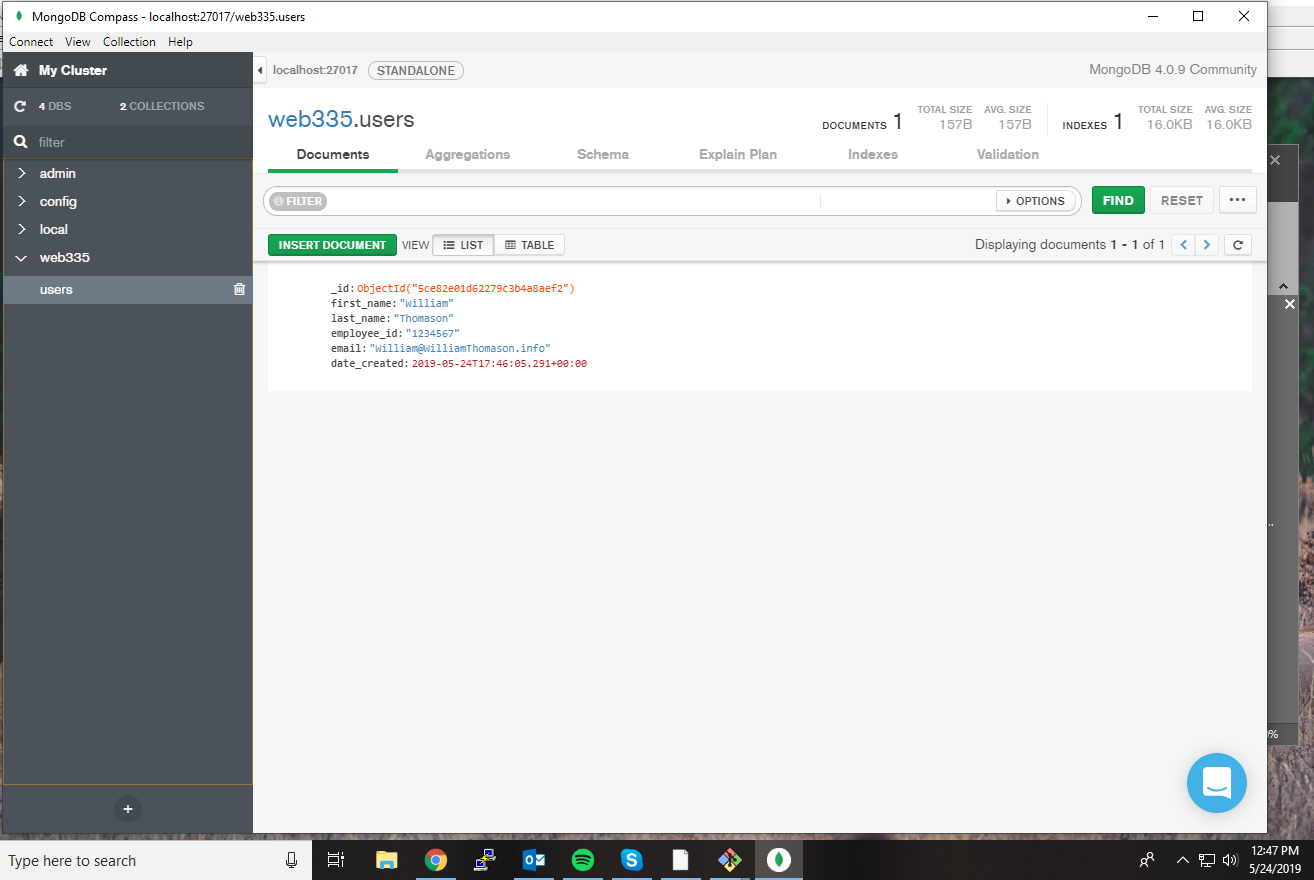 MongoDB Compass - localhost:27017/web335.users
Connect View Collection Help
My Cluster
4 DBS 2 COLLECTIONS
filter
admin
config
local
web335
users
localhost:27017 STANDALONE MongoDB 4.0.9 Community
web335.users
DOCUMENTS 1 TOTAL SIZE 157B AVG. SIZE 157B INDEXES 1 TOTAL SIZE 16.0KB AVG. SIZE 16.0KB
Documents Aggregations Schema Explain Plan Indexes Validation
FILTER OPTIONS FIND RESET ...
INSERT DOCUMENT VIEW LIST TABLE Displaying documents 1 - 1 of 1
_id: ObjectId("5ce82e01d62279c3b4a8aef2")
first_name: "William"
last_name: "Thomason"
employee_id: "1234567"
email: "William@WilliamThomason.info"
date_created: 2019-05-24T17:46:05.291+00:00
Type here to search
12:47 PM
5/24/2019